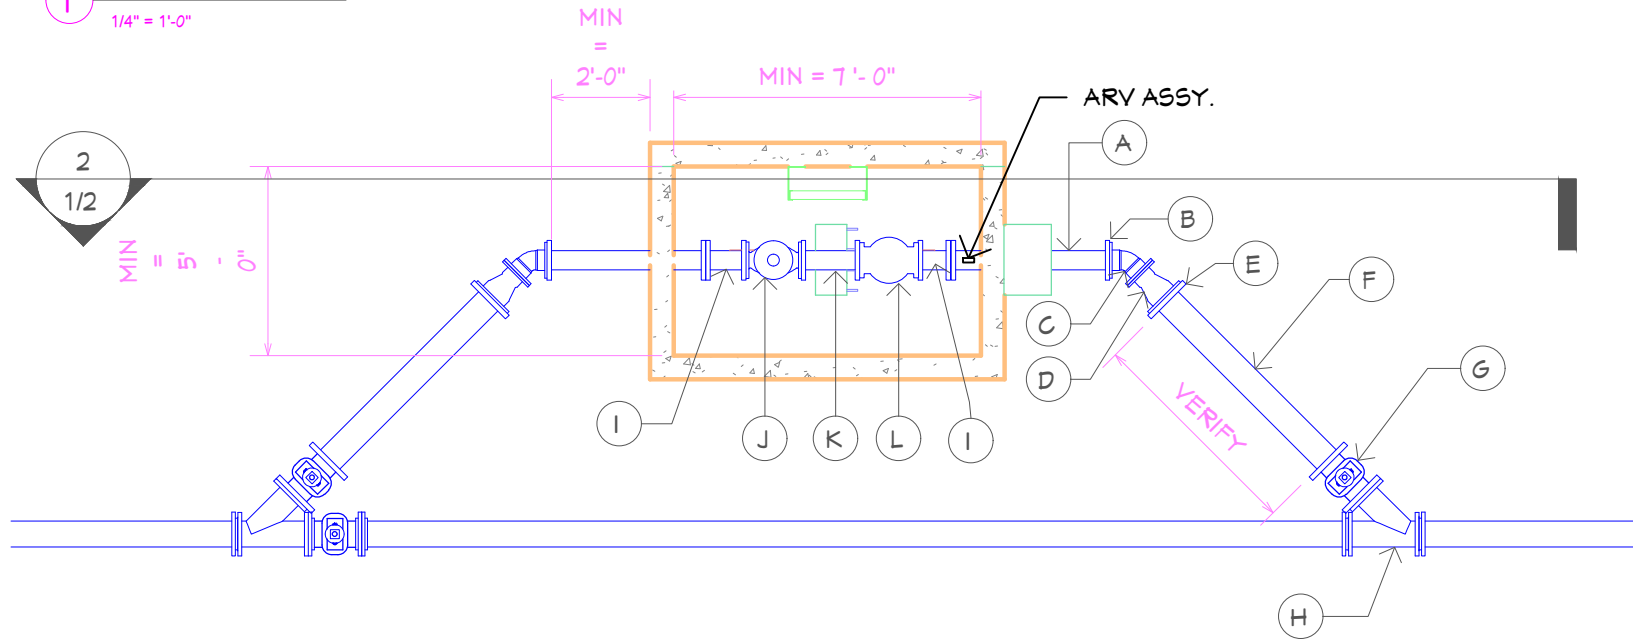 1
1/4" = 1'-0"
MIN
=
2'-0"
MIN = 7'-0"
ARV ASSY.
A
2
1/2
B
MIN = 5' - 0"
E
F
C
D
G
VERIFY
I
J
K
L
I
H